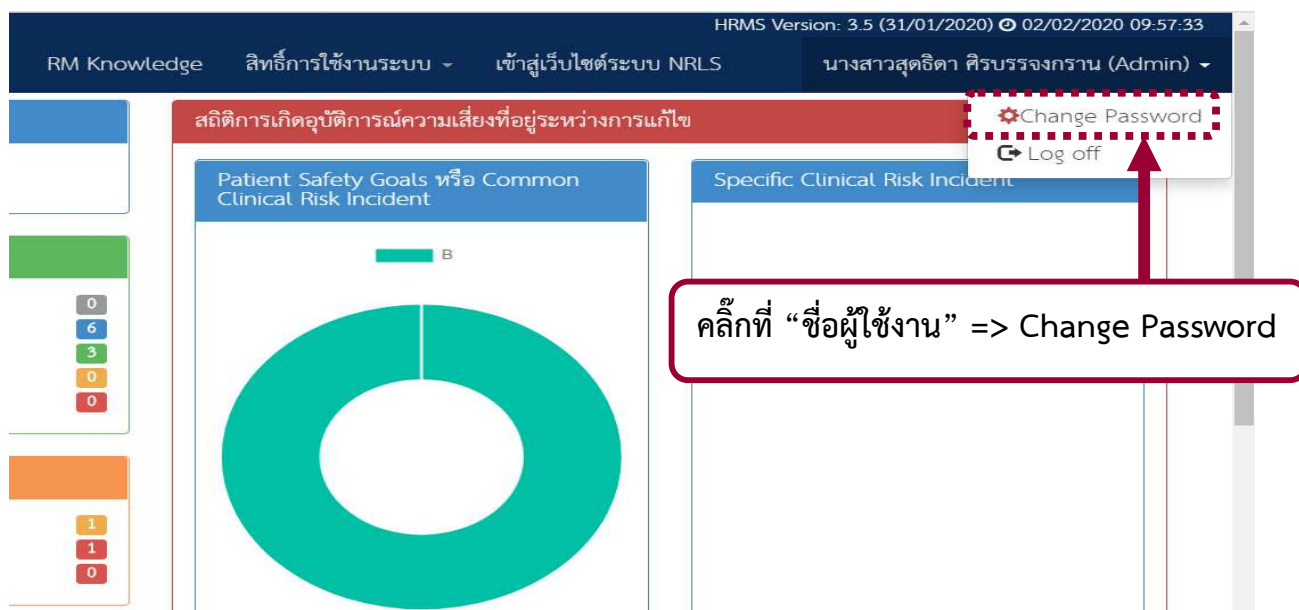 HRMS Version: 3.5 (31/01/2020) 02/02/2020 09:57:33
RM Knowledge สิทธิ์การใช้งานระบบ เข้าสู่เว็บไซต์ระบบ NRLS นางสาวสุดธิดา ศิรบรรจงกราน (Admin)
สถิติการเกิดอุบัติการณ์ความเสี่ยงที่อยู่ระหว่างการแก้ไข
Change Password
Log off
Patient Safety Goals หรือ Common
Clinical Risk Incident
Specific Clinical Risk Incident
B
0
6
3
0
0
คลิ๊กที่ “ชื่อผู้ใช้งาน” => Change Password
1
1
0